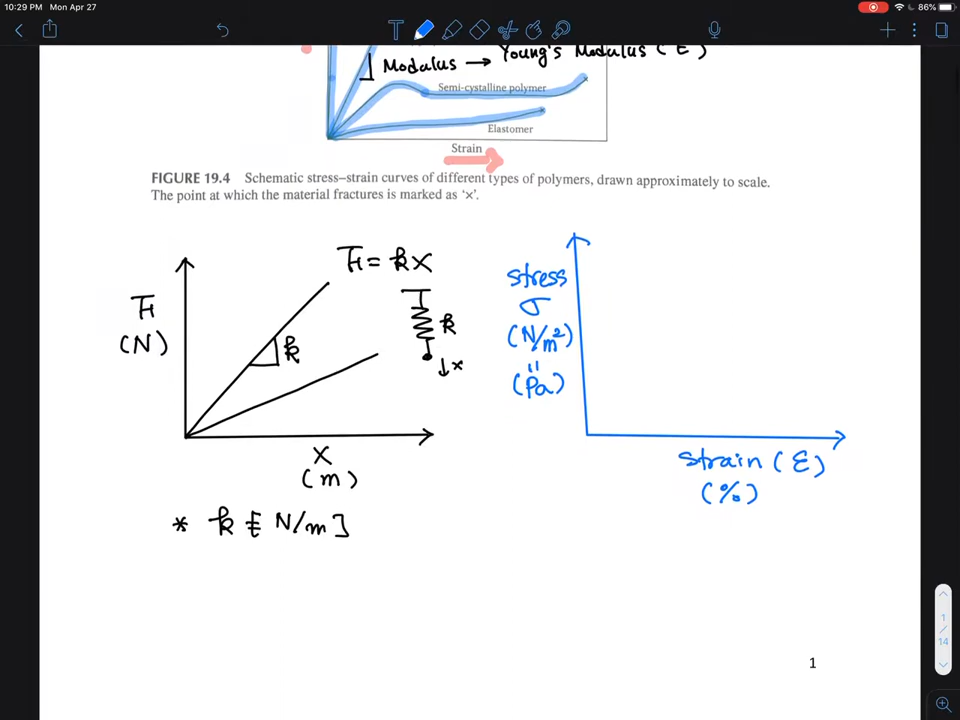 10:29 PM Mon Apr 27
86%
Modulus → Young's Modulus (E)
Semi-cystalline polymer
Elastomer
Strain
FIGURE 19.4 Schematic stress–strain curves of different types of polymers, drawn approximately to scale.
The point at which the material fractures is marked as 'x'.
F = kx
F
(N)
k
k
↓x
x
(m)
* k [N/m]
stress
σ
(N/m²)
"
(Pa)
strain (ε)
(%)
1
1
/
14